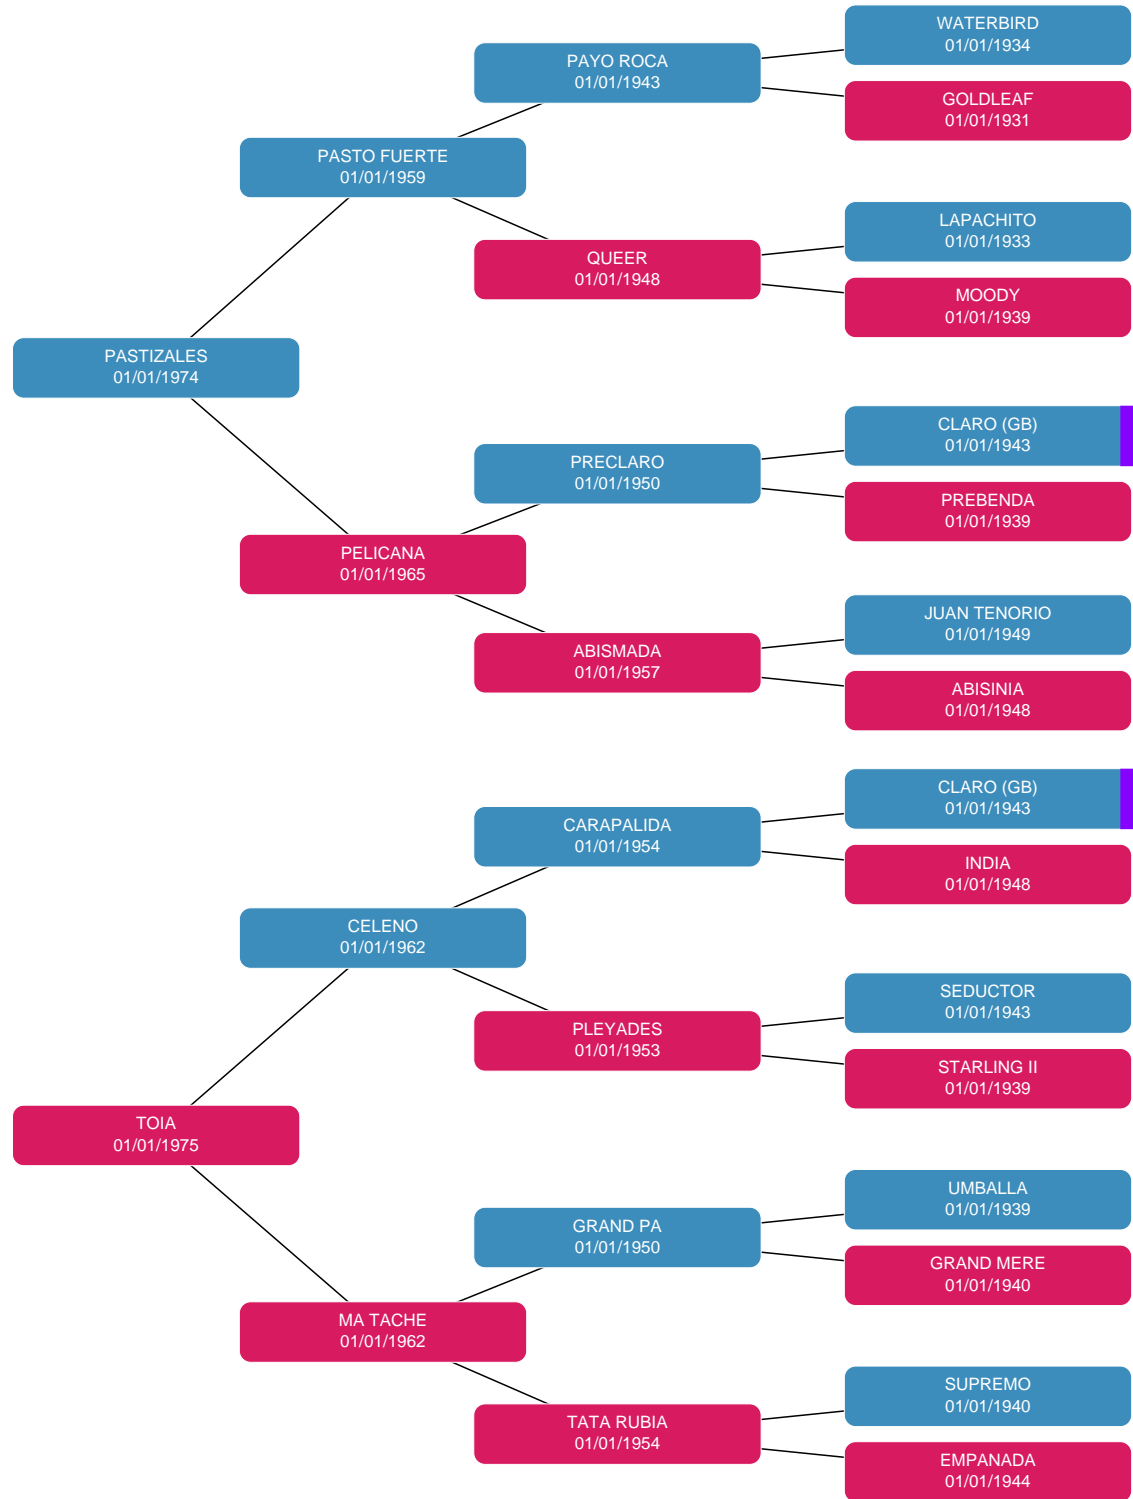 WATERBIRD
01/01/1934
PAYO ROCA
01/01/1943
GOLDLEAF
01/01/1931
PASTO FUERTE
01/01/1959
LAPACHITO
01/01/1933
QUEER
01/01/1948
MOODY
01/01/1939
PASTIZALES
01/01/1974
CLARO (GB)
01/01/1943
PRECLARO
01/01/1950
PREBENDA
01/01/1939
PELICANA
01/01/1965
JUAN TENORIO
01/01/1949
ABISMADA
01/01/1957
ABISINIA
01/01/1948
CLARO (GB)
01/01/1943
CARAPALIDA
01/01/1954
INDIA
01/01/1948
CELENO
01/01/1962
SEDUCTOR
01/01/1943
PLEYADES
01/01/1953
STARLING II
01/01/1939
TOIA
01/01/1975
UMBALLA
01/01/1939
GRAND PA
01/01/1950
GRAND MERE
01/01/1940
MA TACHE
01/01/1962
SUPREMO
01/01/1940
TATA RUBIA
01/01/1954
EMPANADA
01/01/1944